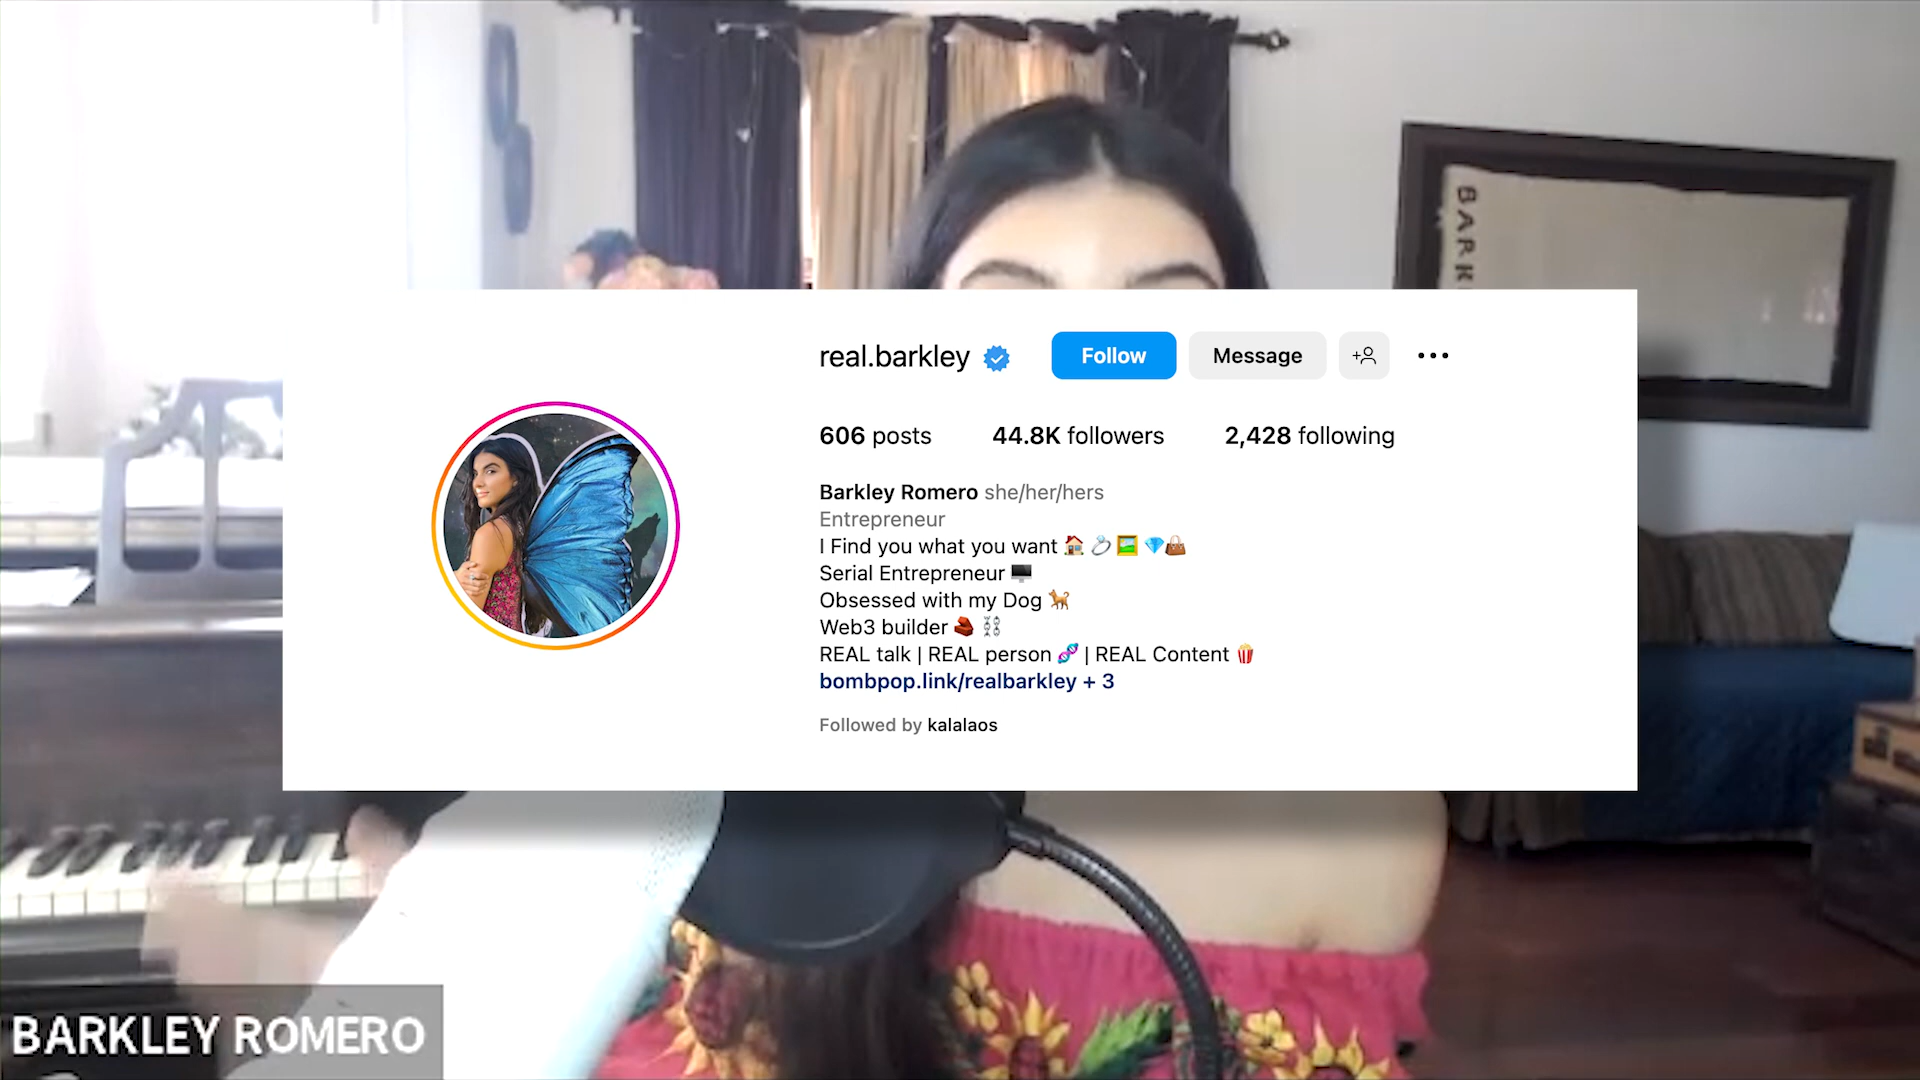 BARK
real.barkley
Follow
Message
606 posts
44.8K followers
2,428 following
Barkley Romero she/her/hers
Entrepreneur
I Find you what you want 🏠 💍 🖼️ 💎👜
Serial Entrepreneur 🖥️
Obsessed with my Dog 🐕
Web3 builder 🧱 ⛓️
REAL talk | REAL person 🧬 | REAL Content 🍿
bombpop.link/realbarkley + 3
Followed by kalalaos
BARKLEY ROMERO